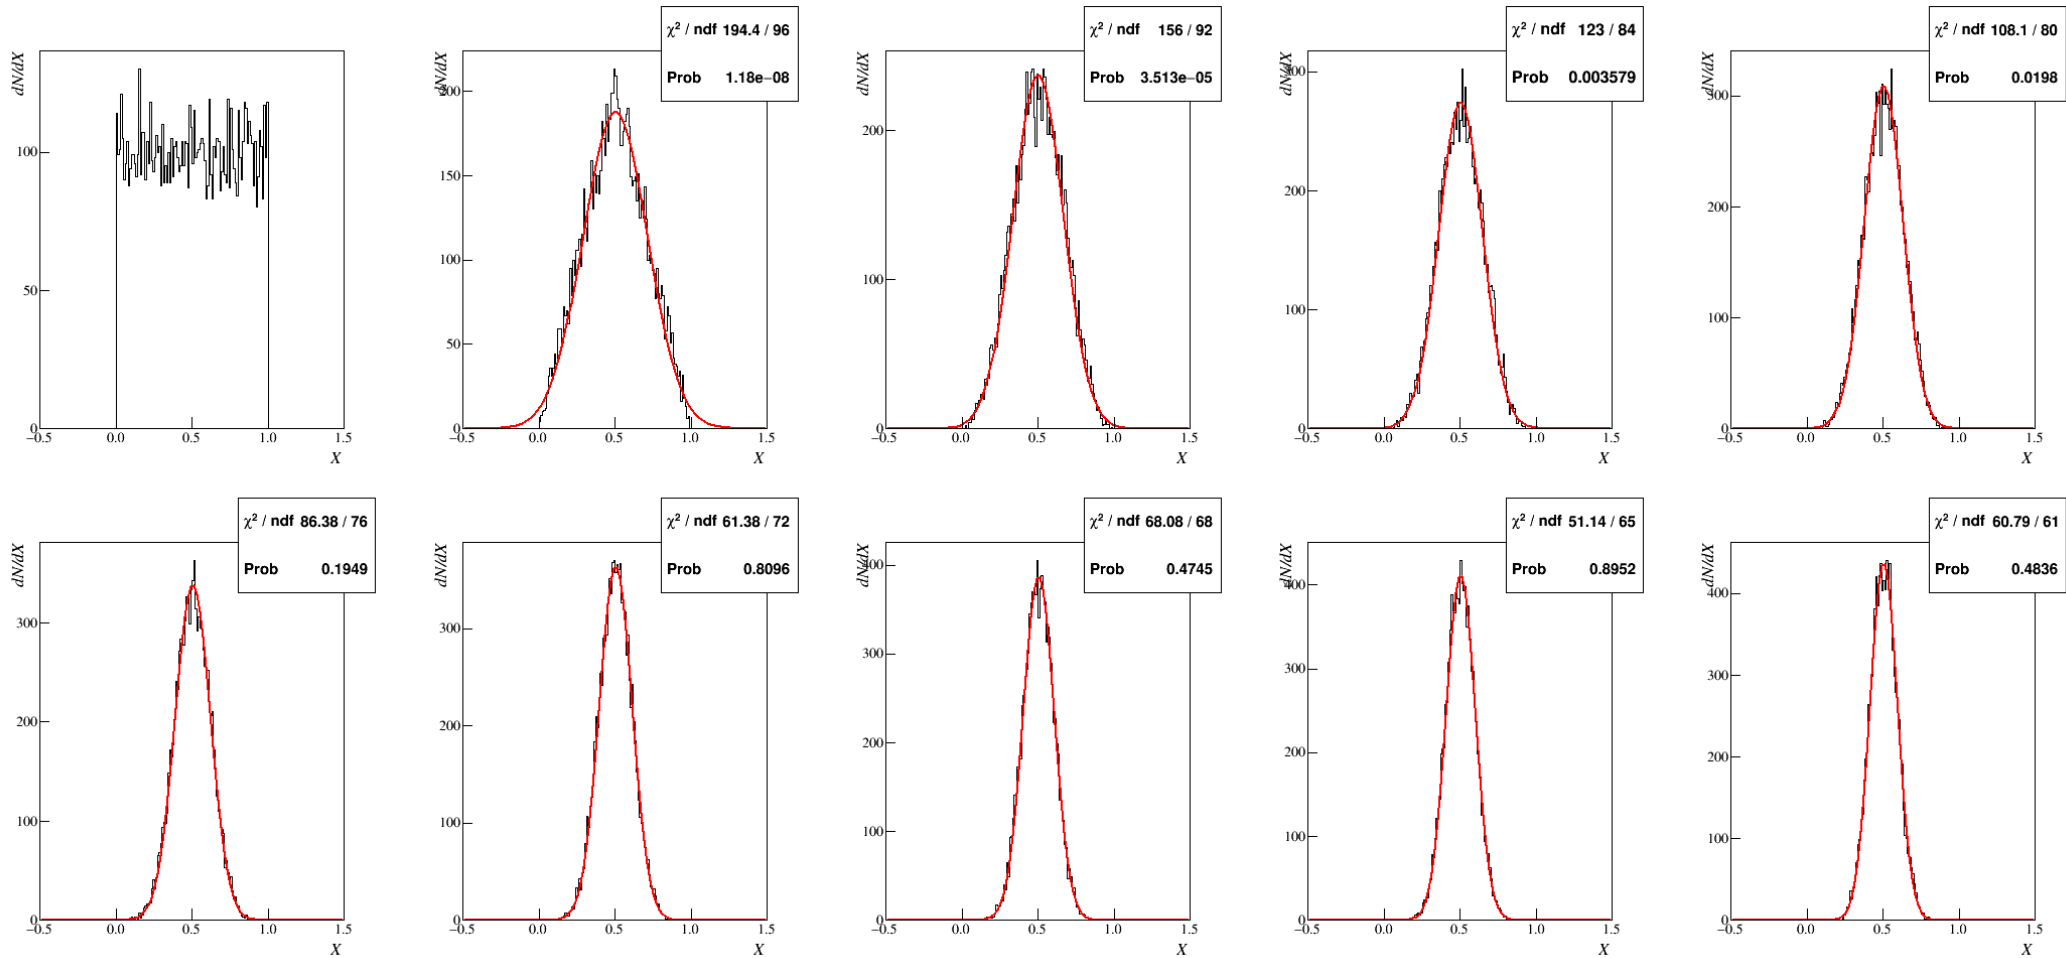 dN/dX
100
50
0
−0.5 0.0 0.5 1.0 1.5
X
χ² / ndf 194.4 / 96
Prob 1.18e−08
dN/dX
200
150
100
50
0
−0.5 0.0 0.5 1.0 1.5
X
χ² / ndf 156 / 92
Prob 3.513e−05
dN/dX
200
100
0
−0.5 0.0 0.5 1.0 1.5
X
χ² / ndf 123 / 84
Prob 0.003579
dN/dX
300
200
100
0
−0.5 0.0 0.5 1.0 1.5
X
χ² / ndf 108.1 / 80
Prob 0.0198
dN/dX
300
200
100
0
−0.5 0.0 0.5 1.0 1.5
X
χ² / ndf 86.38 / 76
Prob 0.1949
dN/dX
300
200
100
0
−0.5 0.0 0.5 1.0 1.5
X
χ² / ndf 61.38 / 72
Prob 0.8096
dN/dX
300
200
100
0
−0.5 0.0 0.5 1.0 1.5
X
χ² / ndf 68.08 / 68
Prob 0.4745
dN/dX
400
300
200
100
0
−0.5 0.0 0.5 1.0 1.5
X
χ² / ndf 51.14 / 65
Prob 0.8952
dN/dX
400
300
200
100
0
−0.5 0.0 0.5 1.0 1.5
X
χ² / ndf 60.79 / 61
Prob 0.4836
dN/dX
400
300
200
100
0
−0.5 0.0 0.5 1.0 1.5
X